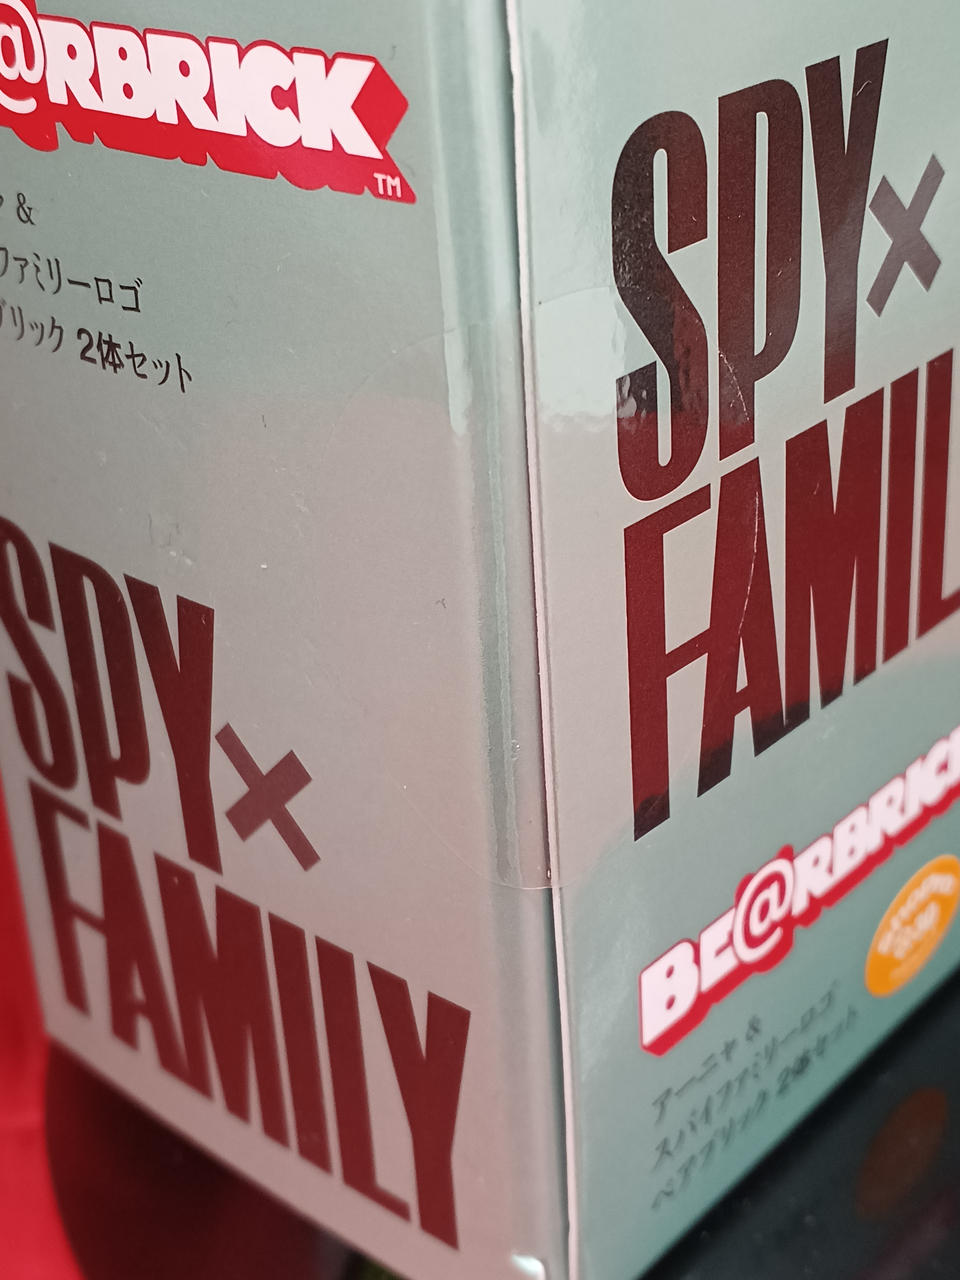 @RBRICK
TM
&
ファミリーロゴ
ブリック 2体セット
SPY×
FAMILY
SPY×
FAMIL
BE@RBRICK
アーニャ &
スパイファミリーロゴ
ベアブリック 2体セット